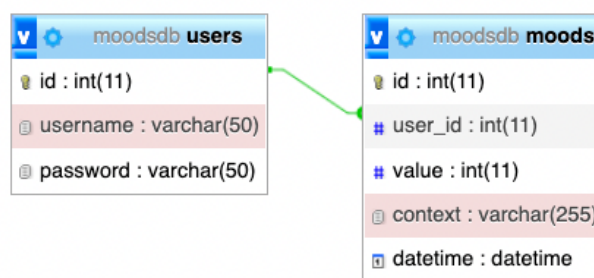 v moodsdb users
id : int(11)
username : varchar(50)
password : varchar(50)
v moodsdb moods
id : int(11)
# user_id : int(11)
# value : int(11)
context : varchar(255)
datetime : datetime